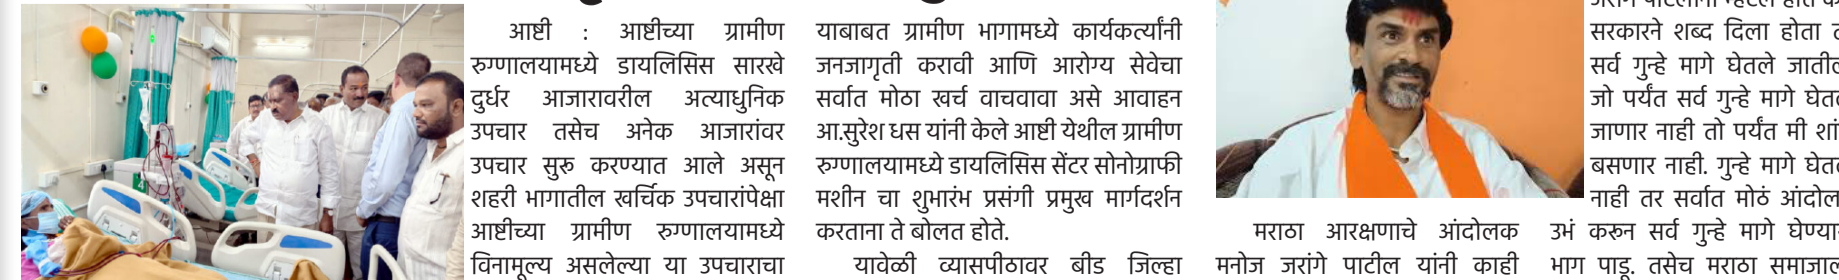 आष्टी : आष्टीच्या ग्रामीण
रुग्णालयामध्ये डायलिसिस सारखे
दुर्धर आजारावरील अत्याधुनिक
उपचार तसेच अनेक आजारांवर
उपचार सुरू करण्यात आले असून
शहरी भागातील खर्चिक उपचारांपेक्षा
आष्टीच्या ग्रामीण रुग्णालयामध्ये
विनामूल्य असलेल्या या उपचाराचा
याबाबत ग्रामीण भागामध्ये कार्यकर्त्यांनी
जनजागृती करावी आणि आरोग्य सेवेचा
सर्वात मोठा खर्च वाचवावा असे आवाहन
आ.सुरेश धस यांनी केले आष्टी येथील ग्रामीण
रुग्णालयामध्ये डायलिसिस सेंटर सोनोग्राफी
मशीन चा शुभारंभ प्रसंगी प्रमुख मार्गदर्शन
करताना ते बोलत होते.
यावेळी व्यासपीठावर बीड जिल्हा
मराठा आरक्षणाचे आंदोलक
मनोज जरांगे पाटील यांनी काही
सरकारने शब्द दिला होता
सर्व गुन्हे मागे घेतले
जो पर्यंत सर्व गुन्हे मागे
जाणार नाही तो पर्यंत मी
बसणार नाही. गुन्हे मागे
नाही तर सर्वात मोठं
उभं करून सर्व गुन्हे मागे
भाग पाडू. तसेच मराठा